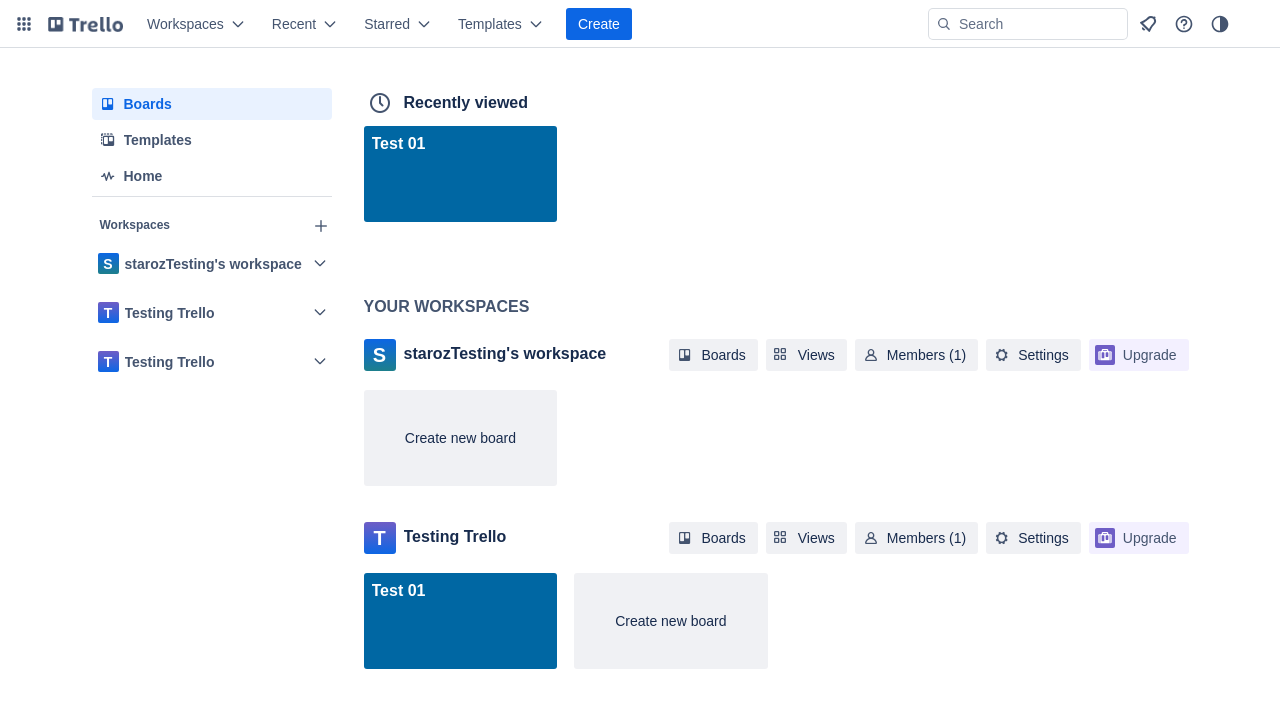 Trello
Workspaces
Recent
Starred
Templates
Create
Search
Boards
Templates
Home
Workspaces
S
starozTesting's workspace
T
Testing Trello
T
Testing Trello
Recently viewed
Test 01
YOUR WORKSPACES
S
starozTesting's workspace
Boards
Views
Members (1)
Settings
Upgrade
Create new board
T
Testing Trello
Boards
Views
Members (1)
Settings
Upgrade
Test 01
Create new board